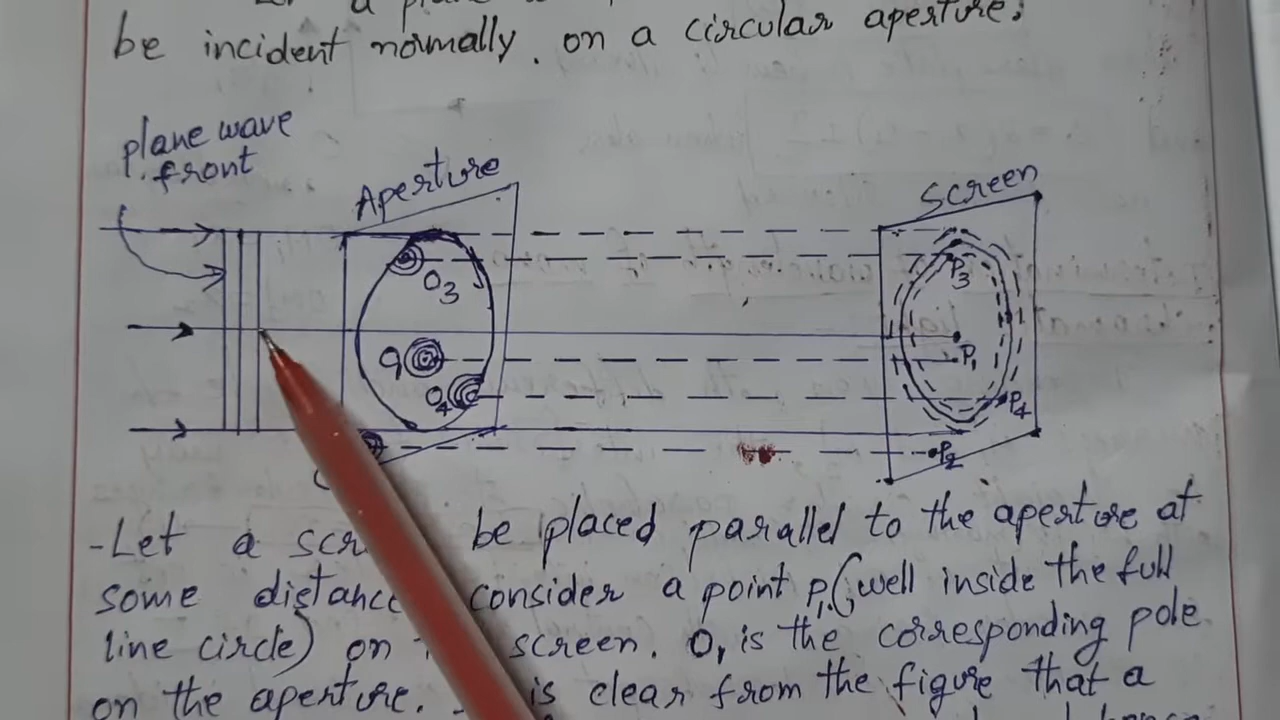 a plane
be incident normally. on a circular aperture.
plane wave
front
Aperture
Screen
O3
P3
O
P1
O4
P4
P2
-Let a be placed parallel to the aperture at
some distance consider a point P1 (well inside the full
line circle) on screen. O1 is the corresponding pole
on the aperture. is clear from the figure that a